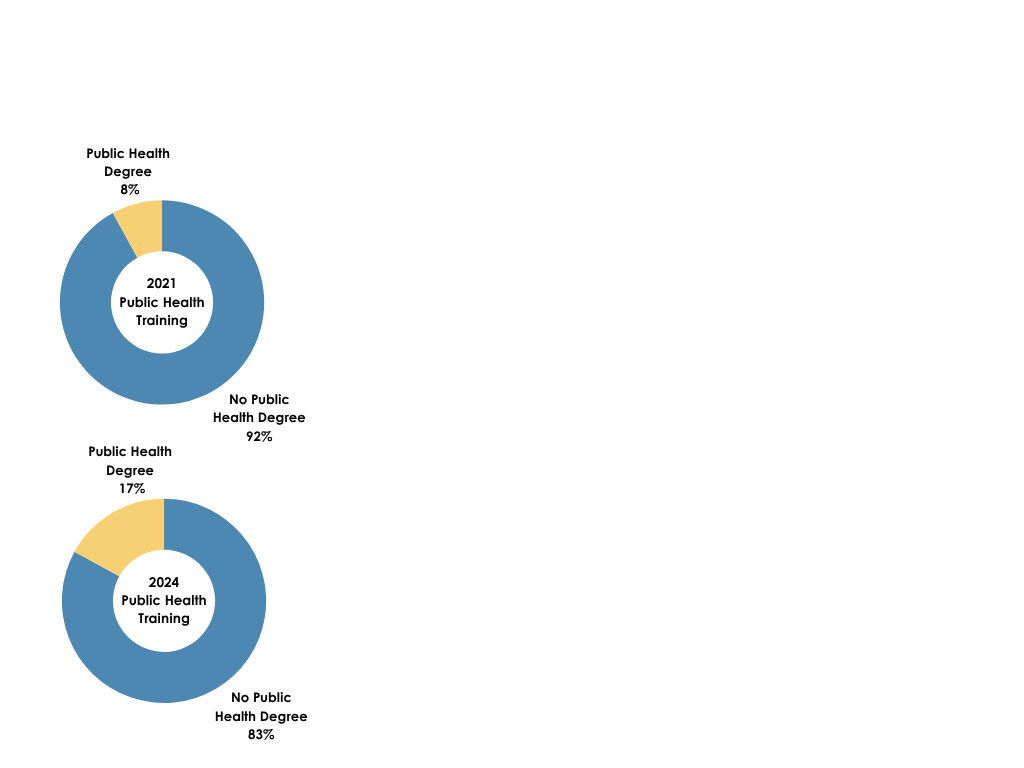 Public Health
Degree
8%
2021
Public Health
Training
No Public
Health Degree
92%
Public Health
Degree
17%
2024
Public Health
Training
No Public
Health Degree
83%